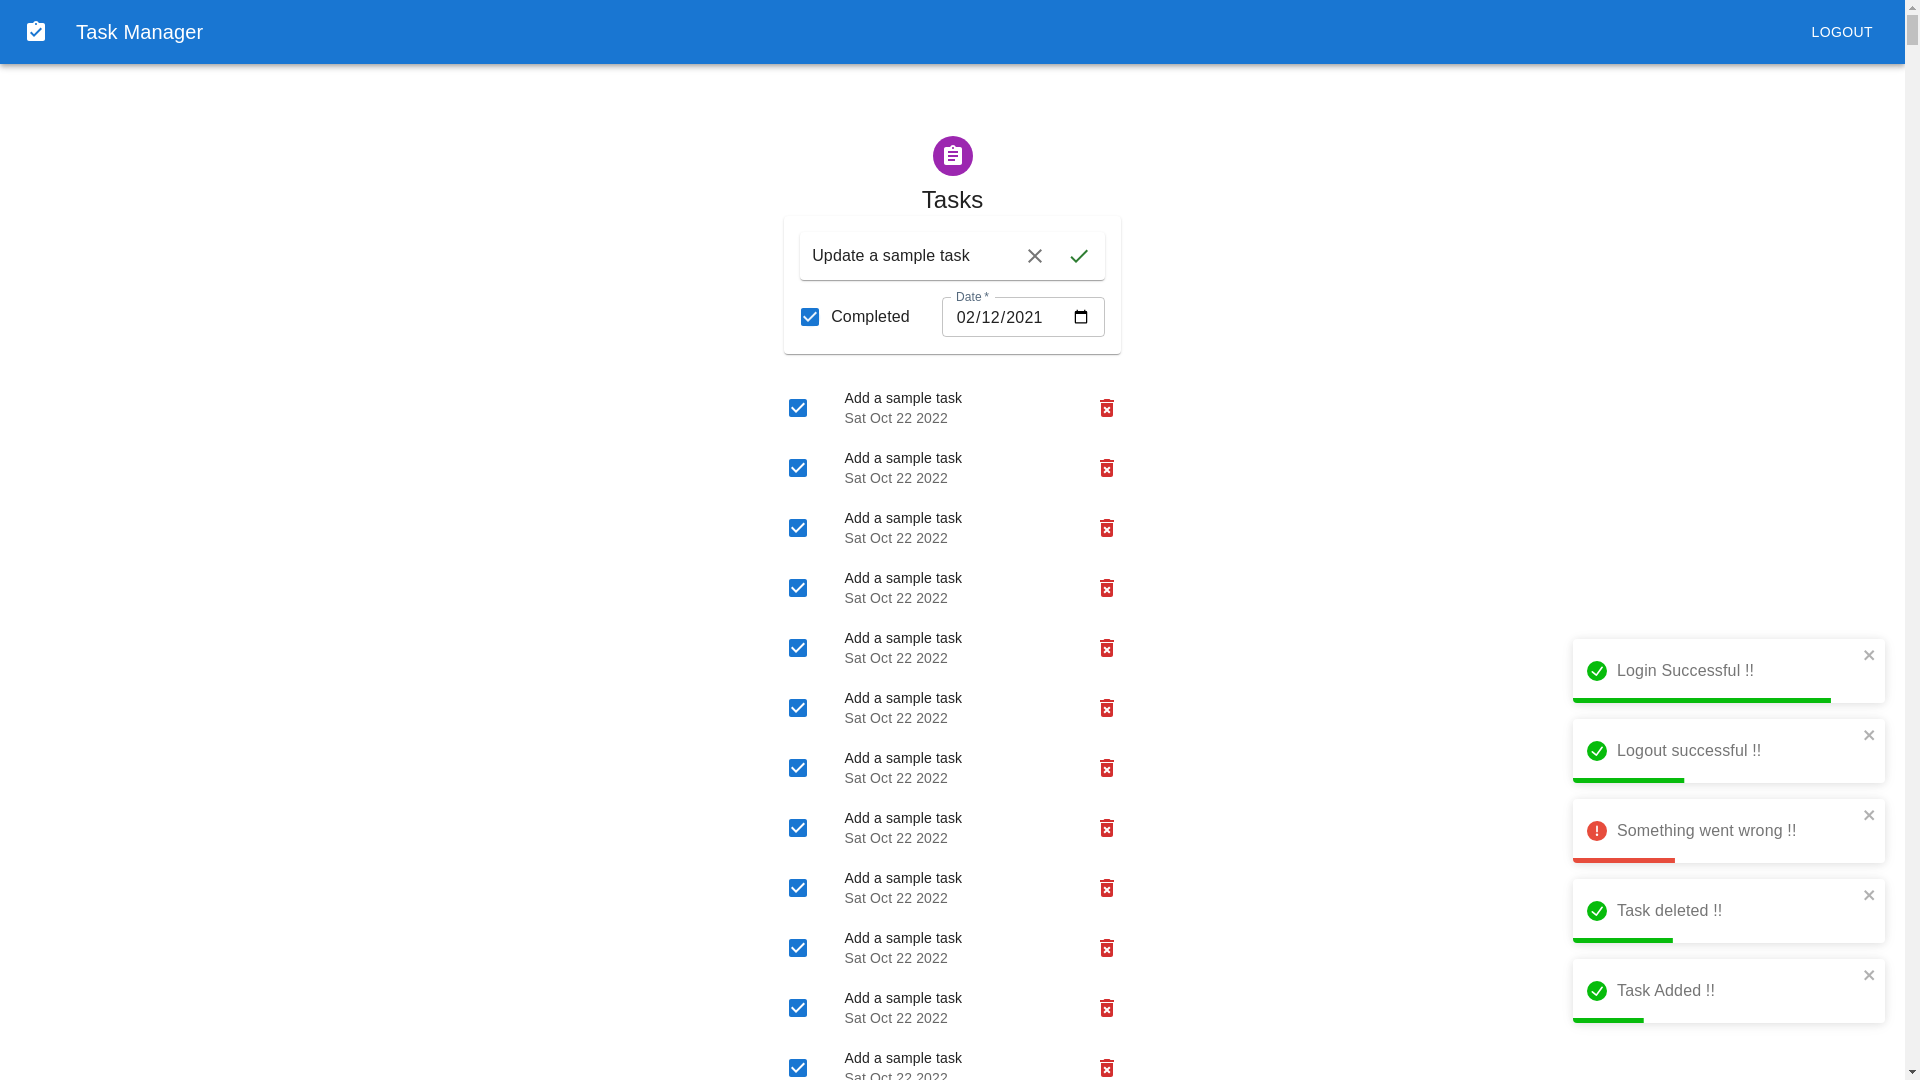 Task Manager
LOGOUT
Tasks
Update a sample task
Date *
Completed
02/12/2021
Add a sample task
Sat Oct 22 2022
Add a sample task
Sat Oct 22 2022
Add a sample task
Sat Oct 22 2022
Add a sample task
Sat Oct 22 2022
Add a sample task
Sat Oct 22 2022
Add a sample task
Sat Oct 22 2022
Add a sample task
Sat Oct 22 2022
Add a sample task
Sat Oct 22 2022
Add a sample task
Sat Oct 22 2022
Add a sample task
Sat Oct 22 2022
Add a sample task
Sat Oct 22 2022
Add a sample task
Sat Oct 22 2022
Login Successful !!
Logout successful !!
Something went wrong !!
Task deleted !!
Task Added !!